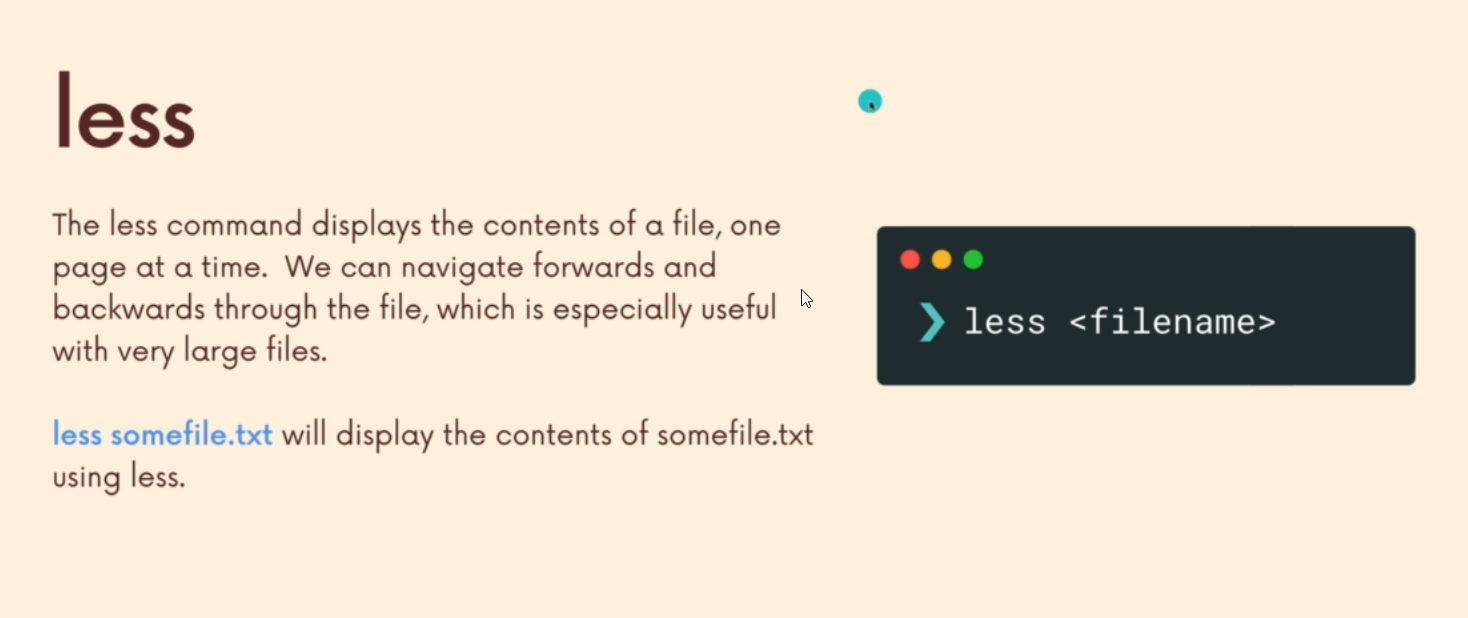 less
The less command displays the contents of a file, one
page at a time.  We can navigate forwards and
backwards through the file, which is especially useful
with very large files.
less somefile.txt will display the contents of somefile.txt
using less.
❯ less <filename>